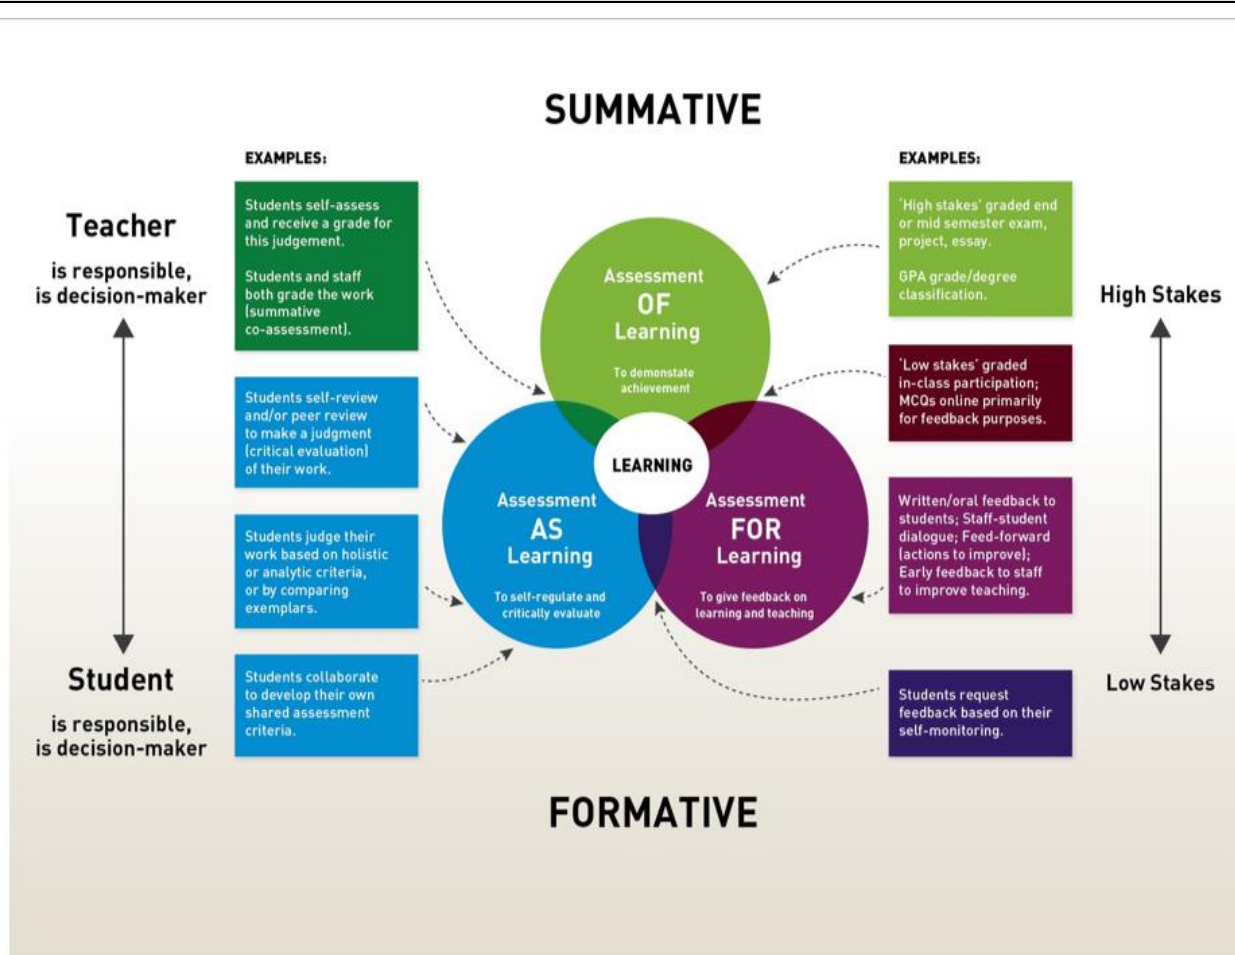 SUMMATIVE
Teacher
is responsible,
is decision-maker
Student
is responsible,
is decision-maker
EXAMPLES:
Students self-assess
and receive a grade for
this judgement.
Students and staff
both grade the work
(summative
co-assessment).
Students self-review
and/or peer review
to make a judgment
(critical evaluation)
of their work.
Students judge their
work based on holistic
or analytic criteria,
or by comparing
exemplars.
Students collaborate
to develop their own
shared assessment
criteria.
Assessment
OF
Learning
To demonstate
achievement
LEARNING
Assessment
AS
Learning
To self-regulate and
critically evaluate
Assessment
FOR
Learning
To give feedback on
learning and teaching
EXAMPLES:
'High stakes' graded end
or mid semester exam,
project, essay.
GPA grade/degree
classification.
'Low stakes' graded
in-class participation;
MCQs online primarily
for feedback purposes.
Written/oral feedback to
students; Staff-student
dialogue; Feed-forward
(actions to improve);
Early feedback to staff
to improve teaching.
Students request
feedback based on their
self-monitoring.
High Stakes
Low Stakes
FORMATIVE